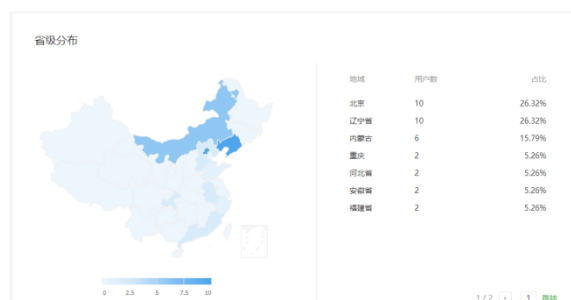 省级分布
地域 用户数 占比
北京 10 26.32%
辽宁省 10 26.32%
内蒙古 6 15.79%
重庆 2 5.26%
河北省 2 5.26%
安徽省 2 5.26%
福建省 2 5.26%
0 2.5 5 7.5 10
1 / 2 ‹ 1 跳转